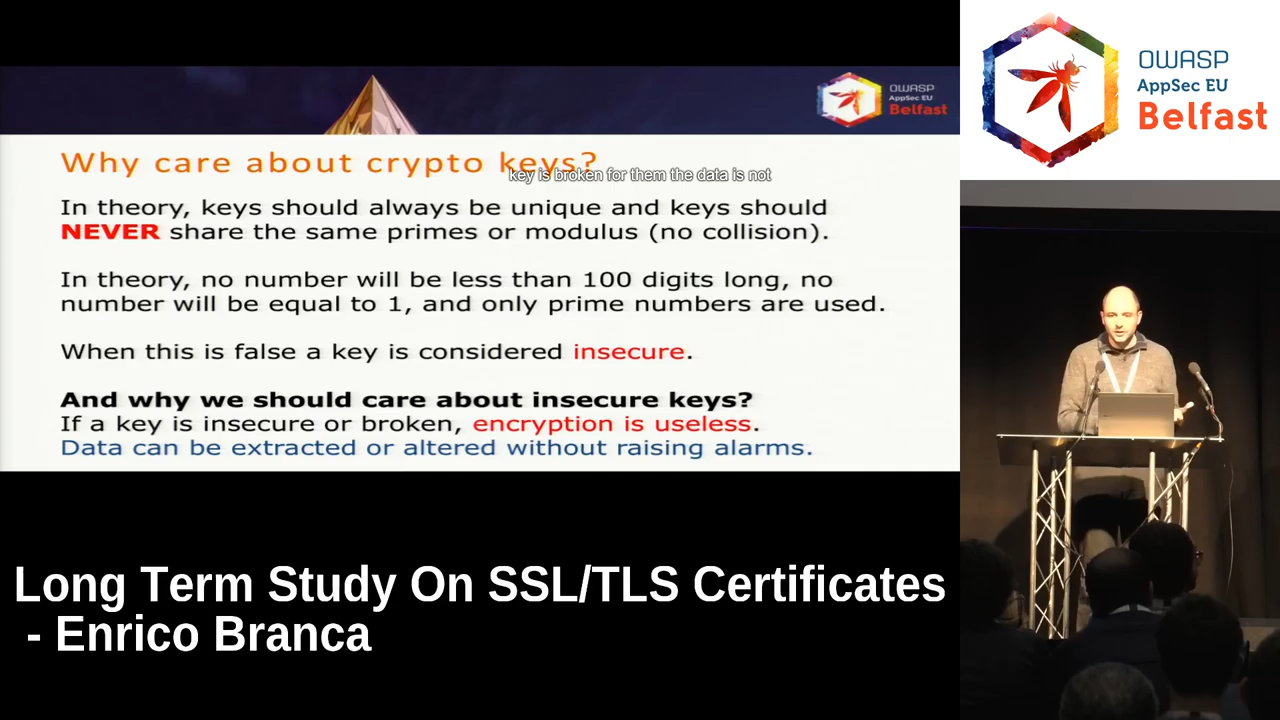 OWASP
AppSec EU
Belfast
Why care about crypto keys?
key is broken for them the data is not
In theory, keys should always be unique and keys should
NEVER share the same primes or modulus (no collision).
In theory, no number will be less than 100 digits long, no
number will be equal to 1, and only prime numbers are used.
When this is false a key is considered insecure.
And why we should care about insecure keys?
If a key is insecure or broken, encryption is useless.
Data can be extracted or altered without raising alarms.
OWASP
AppSec EU
Belfast
Long Term Study On SSL/TLS Certificates
- Enrico Branca